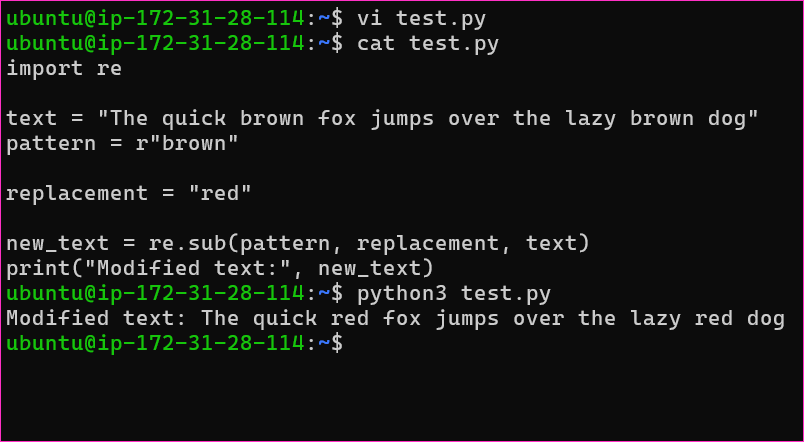 ubuntu@ip-172-31-28-114:~$ vi test.py
ubuntu@ip-172-31-28-114:~$ cat test.py
import re
text = "The quick brown fox jumps over the lazy brown dog"
pattern = r"brown"
replacement = "red"
new_text = re.sub(pattern, replacement, text)
print("Modified text:", new_text)
ubuntu@ip-172-31-28-114:~$ python3 test.py
Modified text: The quick red fox jumps over the lazy red dog
ubuntu@ip-172-31-28-114:~$